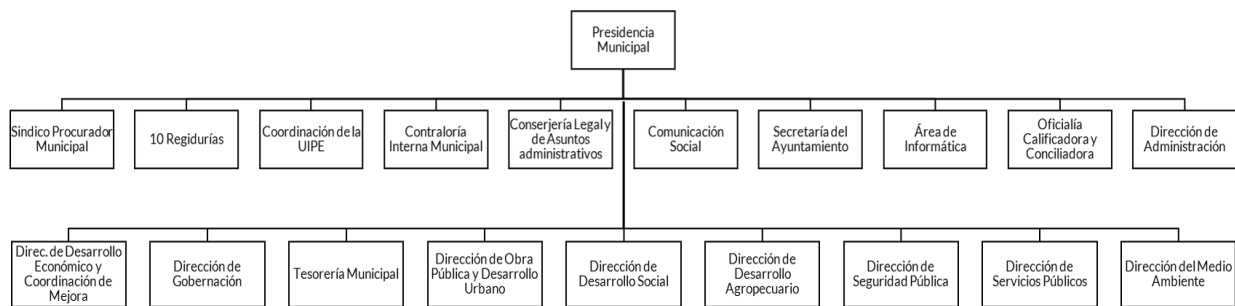 Presidencia
Municipal
Sindico Procurador
Municipal
10 Regidurías
Coordinación de la
UIPE
Contraloría
Interna Municipal
Conserjería Legal y
de Asuntos
administrativos
Comunicación
Social
Secretaría del
Ayuntamiento
Área de
Informática
Oficialía
Calificadora y
Conciliadora
Dirección de
Administración
Direc. de Desarrollo
Económico y
Coordinación de
Mejora
Dirección de
Gobernación
Tesorería Municipal
Dirección de Obra
Pública y Desarrollo
Urbano
Dirección de
Desarrollo Social
Dirección de
Desarrollo
Agropecuario
Dirección de
Seguridad Pública
Dirección de
Servicios Públicos
Dirección del Medio
Ambiente